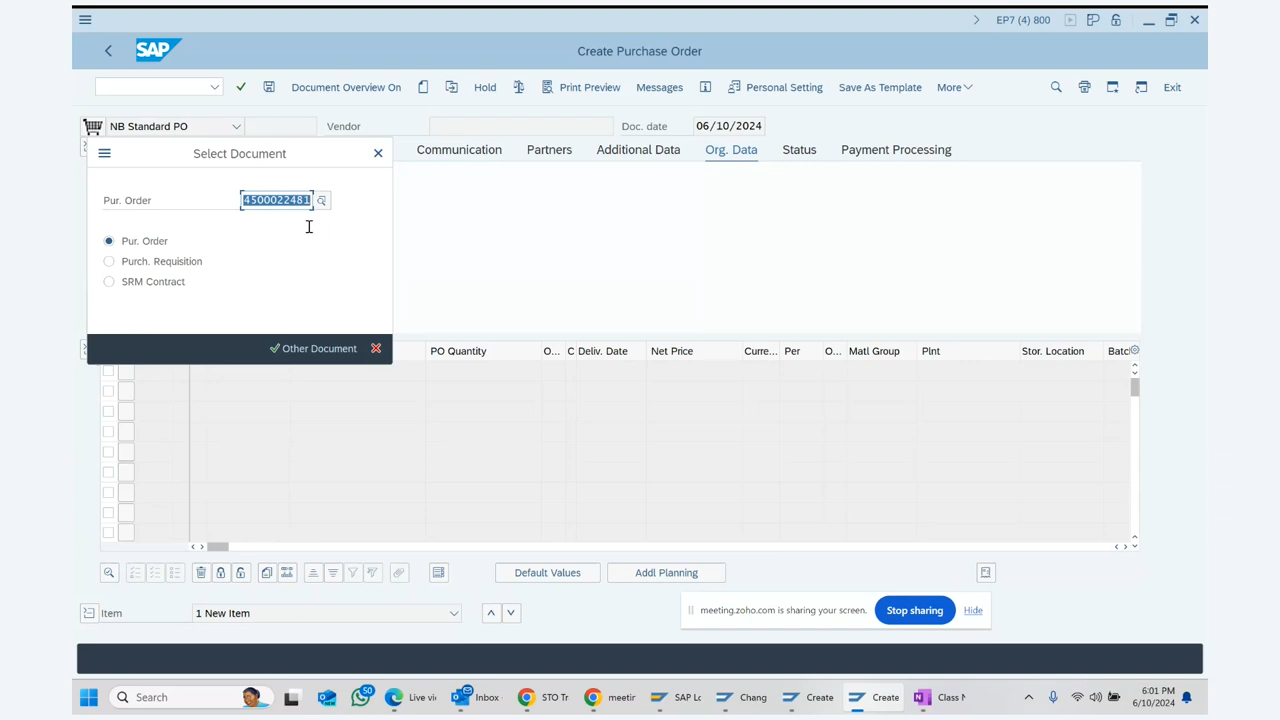 EP7 (4) 800
SAP
Create Purchase Order
Document Overview On
Hold
Print Preview
Messages
Personal Setting
Save As Template
More
Exit
NB Standard PO
Vendor
Doc. date
06/10/2024
Select Document
Communication
Partners
Additional Data
Org. Data
Status
Payment Processing
Pur. Order
4500022481
Pur. Order
Purch. Requisition
SRM Contract
Other Document
PO Quantity
O...
C
Deliv. Date
Net Price
Curre...
Per
O...
Matl Group
Plnt
Stor. Location
Batc
Default Values
Addl Planning
Item
1 New Item
meeting.zoho.com is sharing your screen.
Stop sharing
Hide
Search
50
Live vi
Inbox
STO Tr
meetir
SAP Lo
Chang
Create
Create
Class N
6:01 PM
6/10/2024